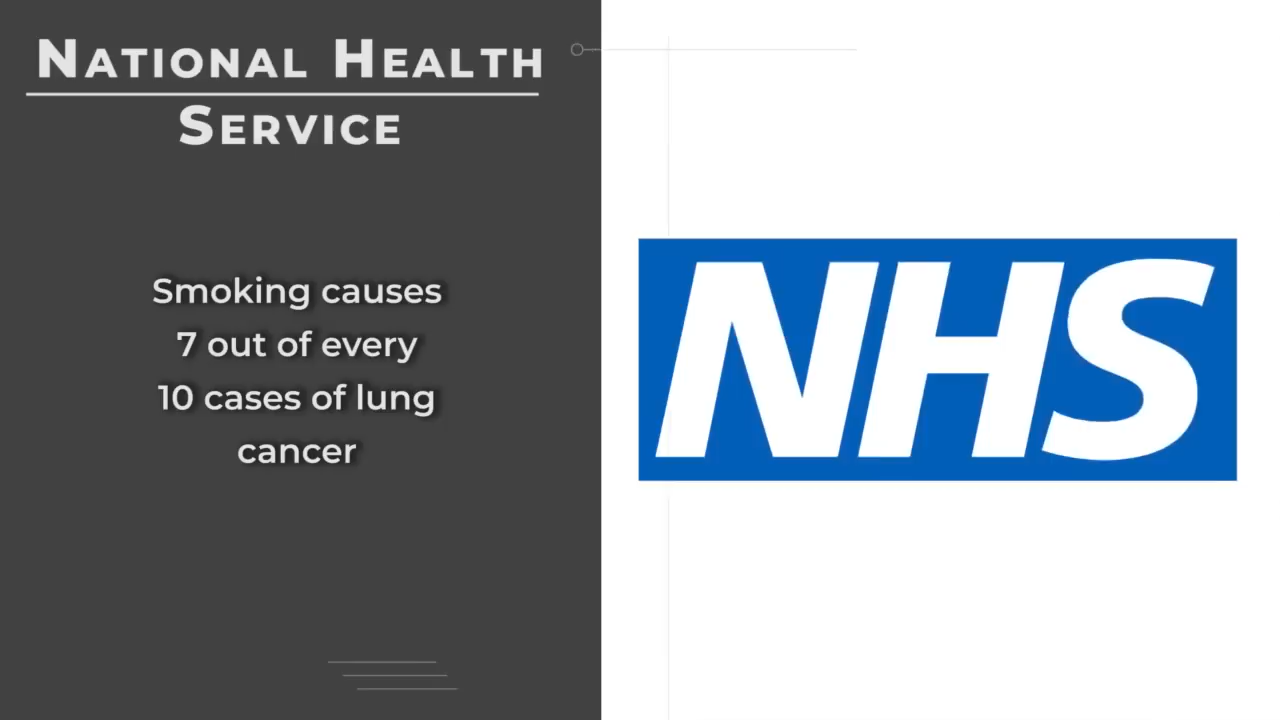 National Health
Service
Smoking causes
7 out of every
10 cases of lung
cancer
NHS